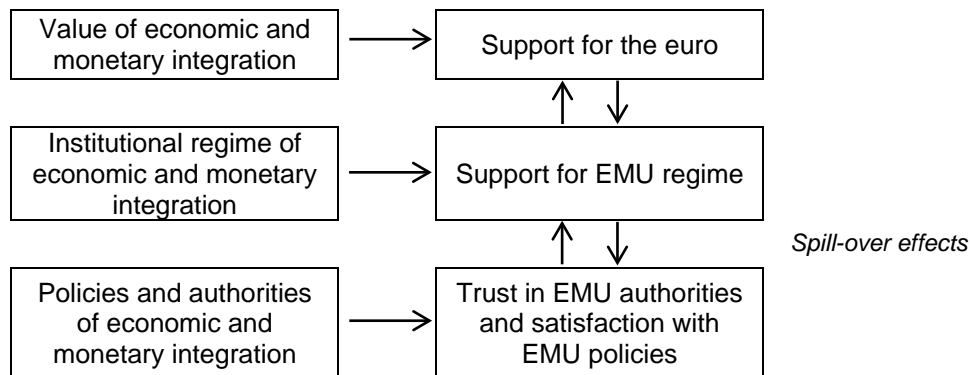 Value of economic and
monetary integration
Support for the euro
Institutional regime of
economic and monetary
integration
Support for EMU regime
Spill-over effects
Policies and authorities
of economic and
monetary integration
Trust in EMU authorities
and satisfaction with
EMU policies